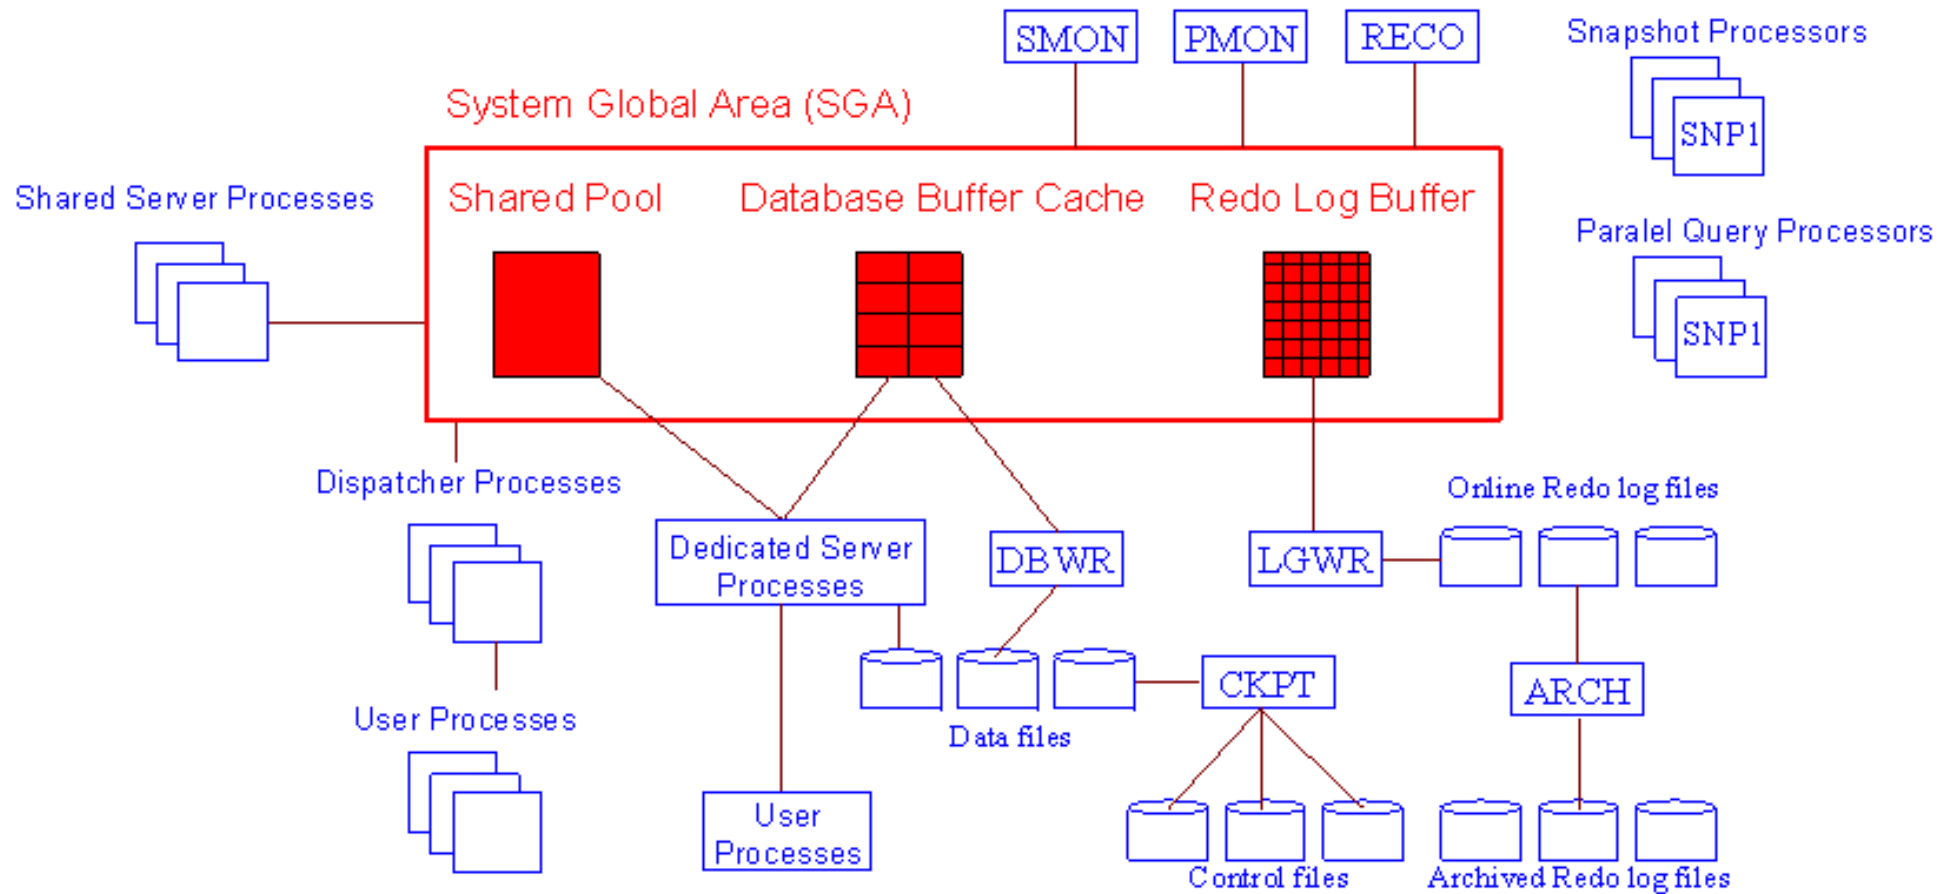 SMON
PMON
RECO
Snapshot Processors
System Global Area (SGA)
SNP1
Shared Server Processes
Shared Pool
Database Buffer Cache
Redo Log Buffer
Paralel Query Processors
SNP1
Dispatcher Processes
Online Redo log files
Dedicated Server
Processes
DBWR
LGWR
CKPT
ARCH
User Processes
Data files
User
Processes
Control files
Archived Redo log files